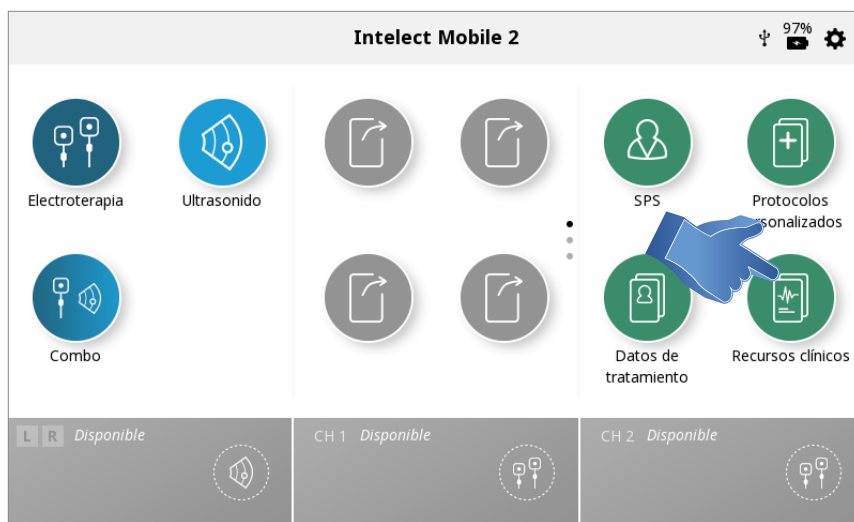 Intelect Mobile 2
97%
Electroterapia
Ultrasonido
SPS
Protocolos
rsonalizados
Combo
Datos de
tratamiento
Recursos clínicos
L R Disponible
CH 1 Disponible
CH 2 Disponible